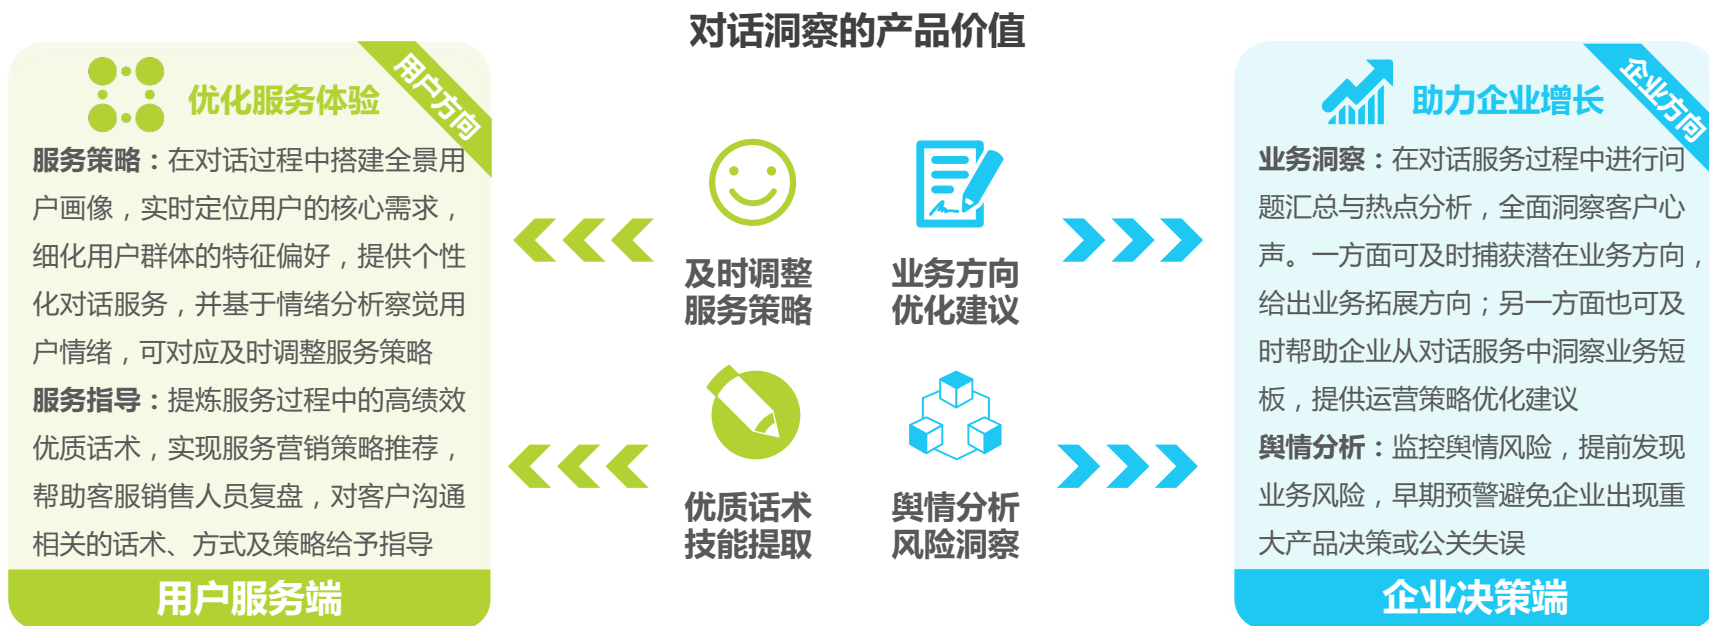 对话洞察的产品价值
用户方向
优化服务体验
服务策略：在对话过程中搭建全景用
户画像，实时定位用户的核心需求，
细化用户群体的特征偏好，提供个性
化对话服务，并基于情绪分析察觉用
户情绪，可对应及时调整服务策略
服务指导：提炼服务过程中的高绩效
优质话术，实现服务营销策略推荐，
帮助客服销售人员复盘，对客户沟通
相关的话术、方式及策略给予指导
用户服务端
及时调整
服务策略
业务方向
优化建议
优质话术
技能提取
舆情分析
风险洞察
企业方向
助力企业增长
业务洞察：在对话服务过程中进行问
题汇总与热点分析，全面洞察客户心
声。一方面可及时捕获潜在业务方向，
给出业务拓展方向；另一方面也可及
时帮助企业从对话服务中洞察业务短
板，提供运营策略优化建议
舆情分析：监控舆情风险，提前发现
业务风险，早期预警避免企业出现重
大产品决策或公关失误
企业决策端